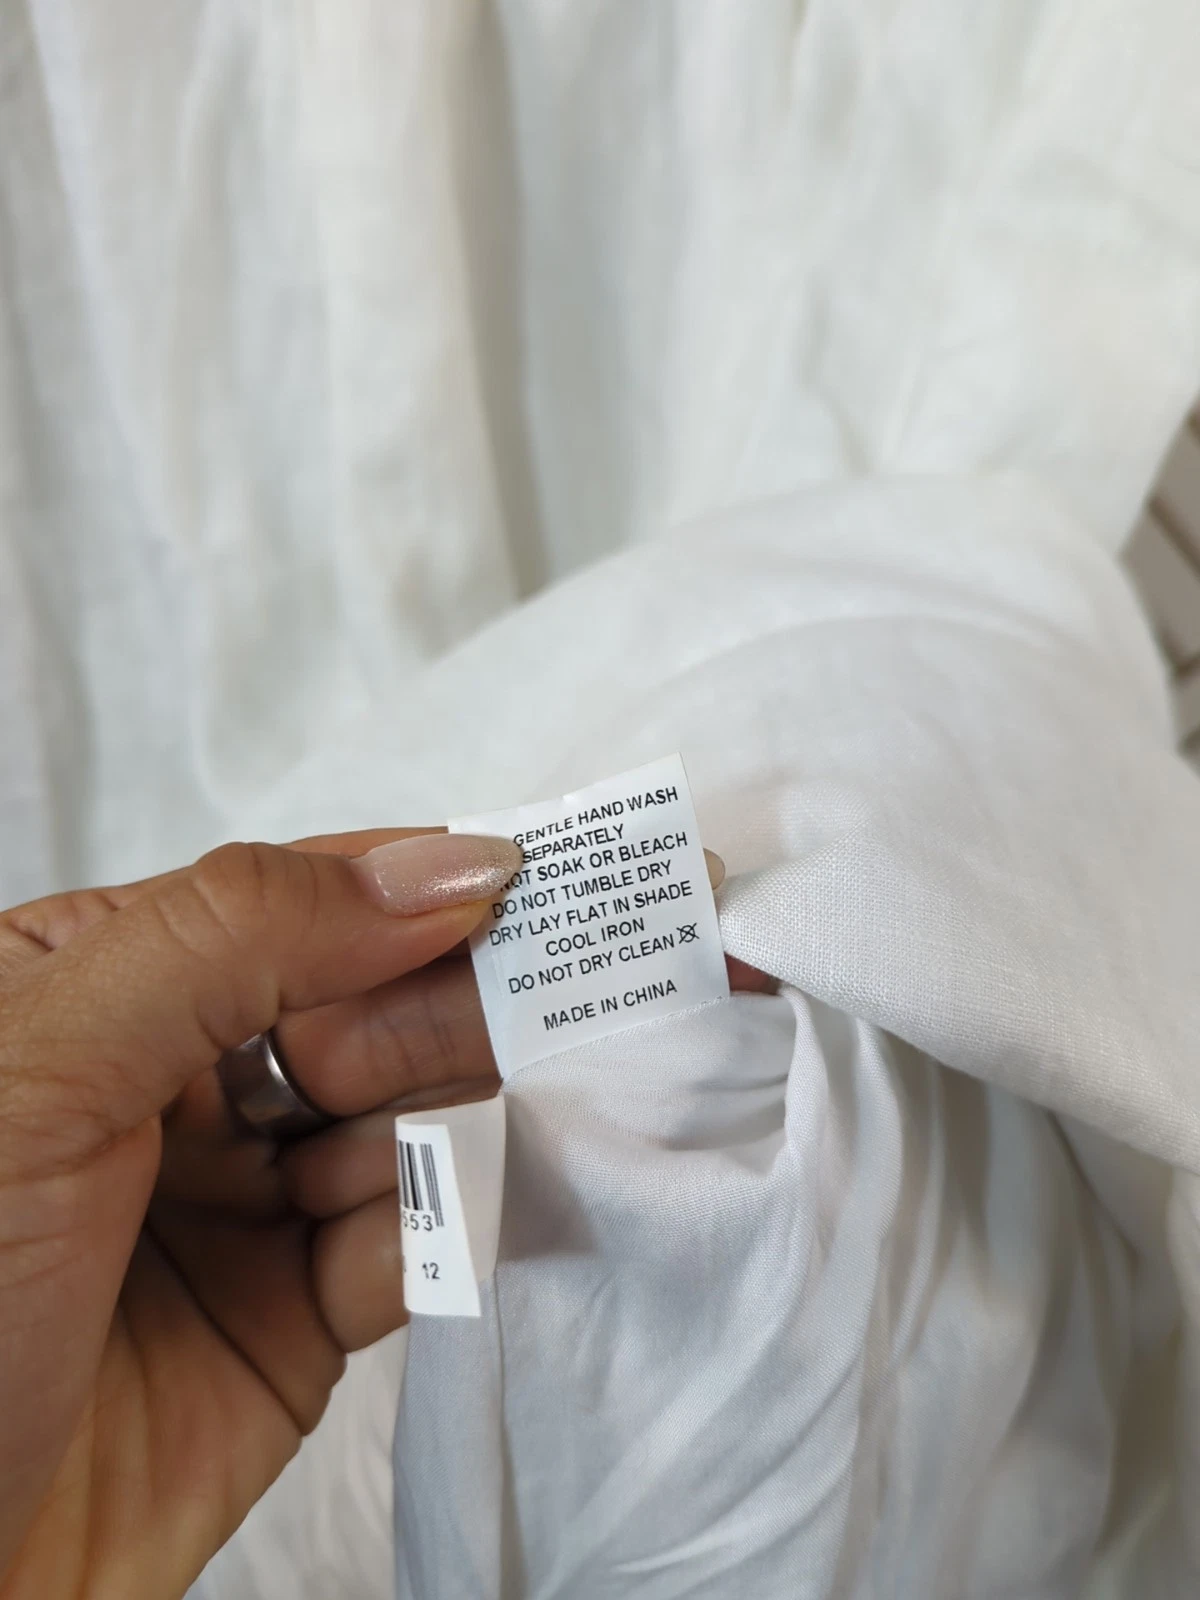 GENTLE HAND WASH
SEPARATELY
NOT SOAK OR BLEACH
DO NOT TUMBLE DRY
DRY LAY FLAT IN SHADE
COOL IRON
DO NOT DRY CLEAN
MADE IN CHINA
553
12